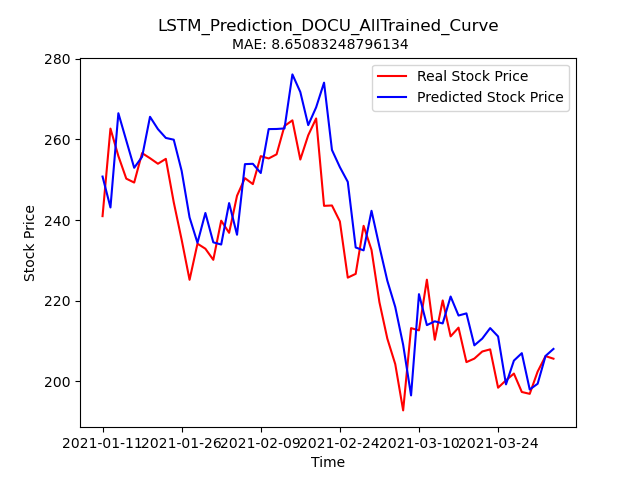 LSTM_Prediction_DOCU_AllTrained_Curve
MAE: 8.65083248796134
Real Stock Price
Predicted Stock Price
Stock Price
280
260
240
220
200
2021-01-11
2021-01-26
2021-02-09
2021-02-24
2021-03-10
2021-03-24
Time